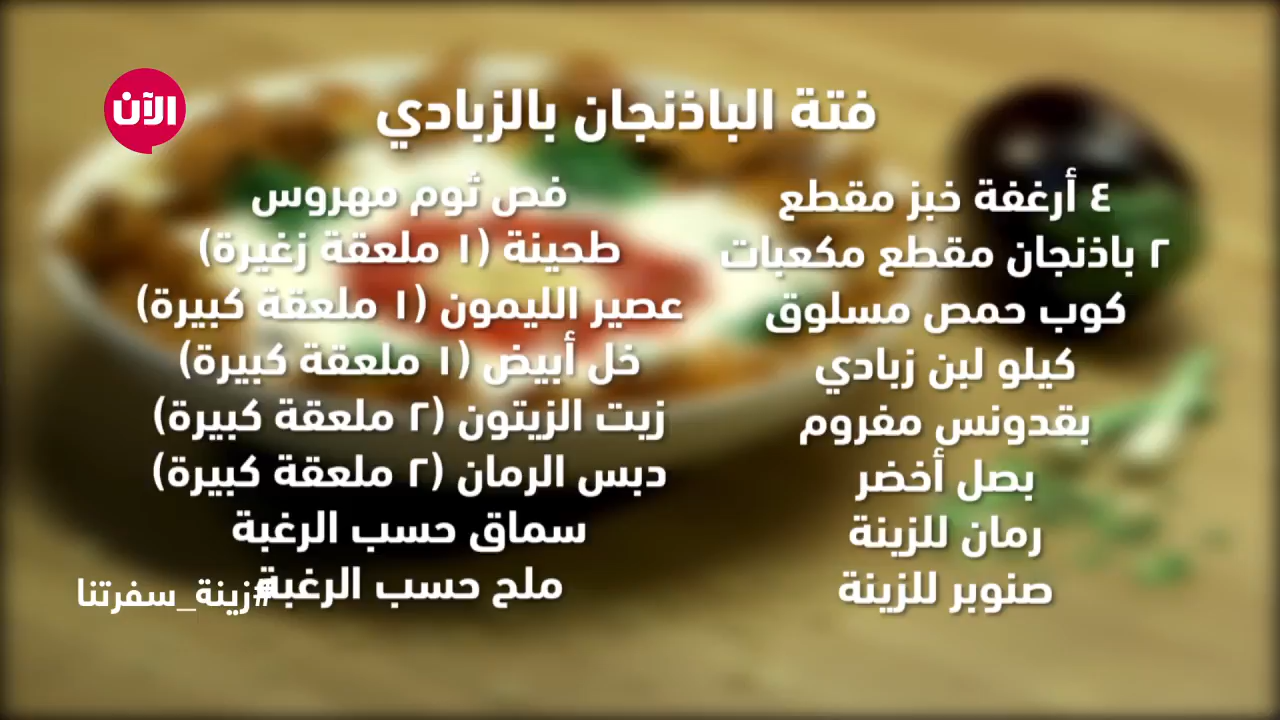 الآن
فتة الباذنجان بالزبادي
٤ أرغفة خبز مقطع
٢ باذنجان مقطع مكعبات
كوب حمص مسلوق
كيلو لبن زبادي
بقدونس مفروم
بصل أخضر
رمان للزينة
صنوبر للزينة
فص ثوم مهروس
طحينة (١ ملعقة زغيرة)
عصير الليمون (١ ملعقة كبيرة)
خل أبيض (١ ملعقة كبيرة)
زيت الزيتون (٢ ملعقة كبيرة)
دبس الرمان (٢ ملعقة كبيرة)
سماق حسب الرغبة
ملح حسب الرغبة
#زينة_سفرتنا